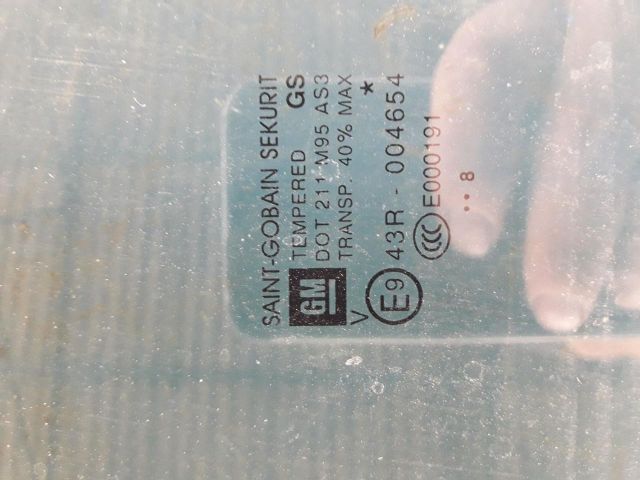 SAINT-GOBAIN SEKURIT
GM
TEMPERED GS
DOT 211 M95 AS3
TRANSP. 40% MAX
V *
E9 43R - 004654
CCC E000191
•• 8